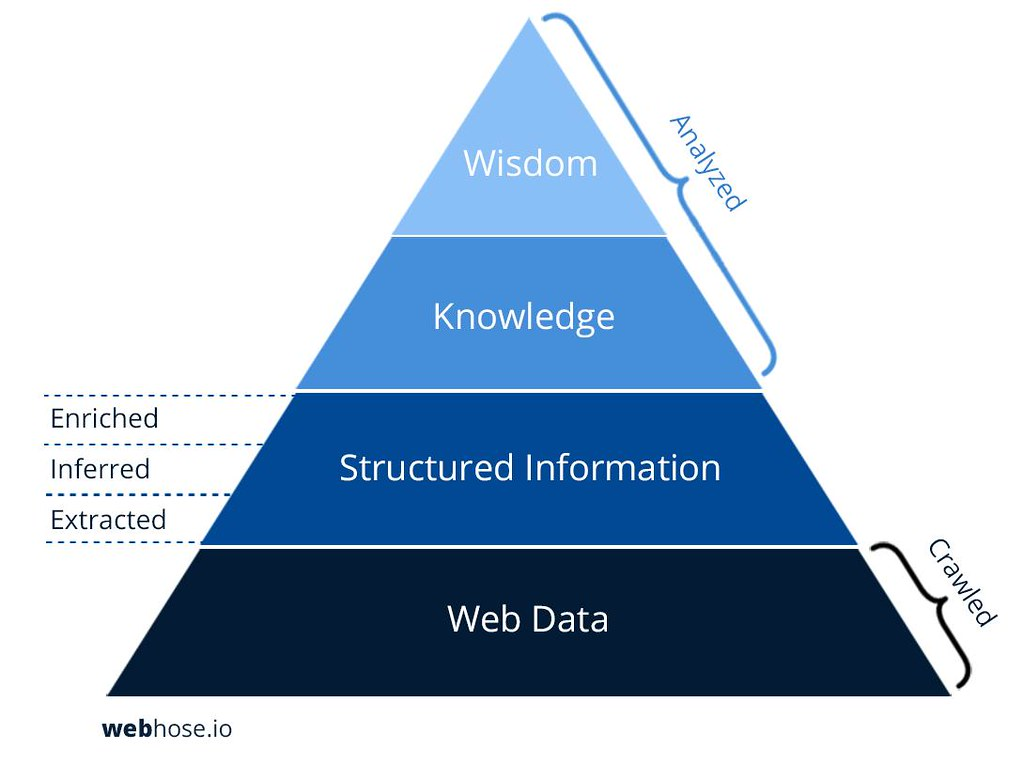 Wisdom
Analyzed
Knowledge
Enriched
Inferred
Extracted
Structured Information
Crawled
Web Data
webhose.io